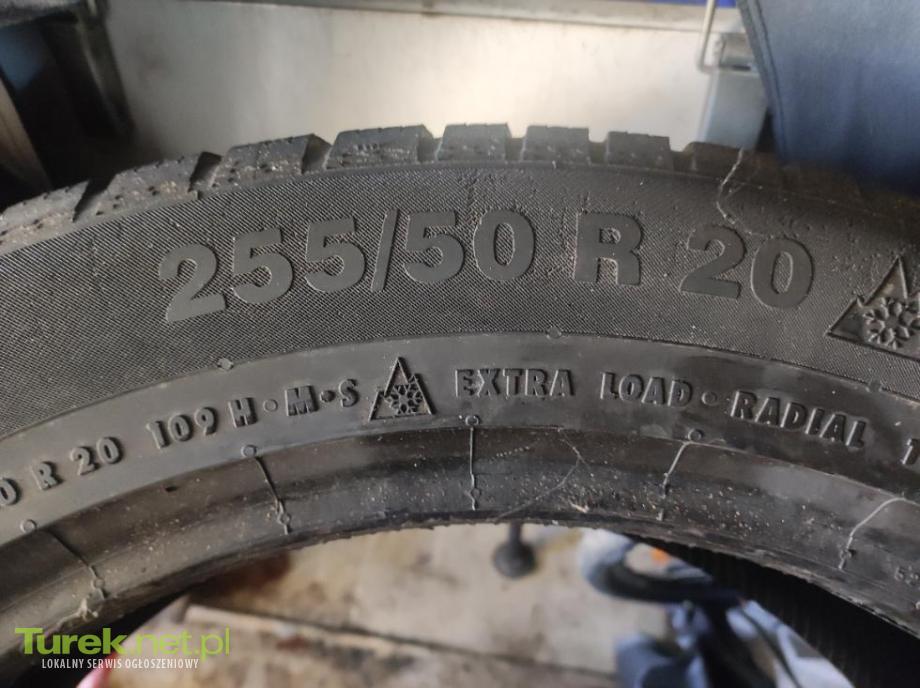 255/50 R 20
0 R 20 109 H • M•S EXTRA LOAD • RADIAL T
Turek.net.pl
LOKALNY SERWIS OGŁOSZENIOWY